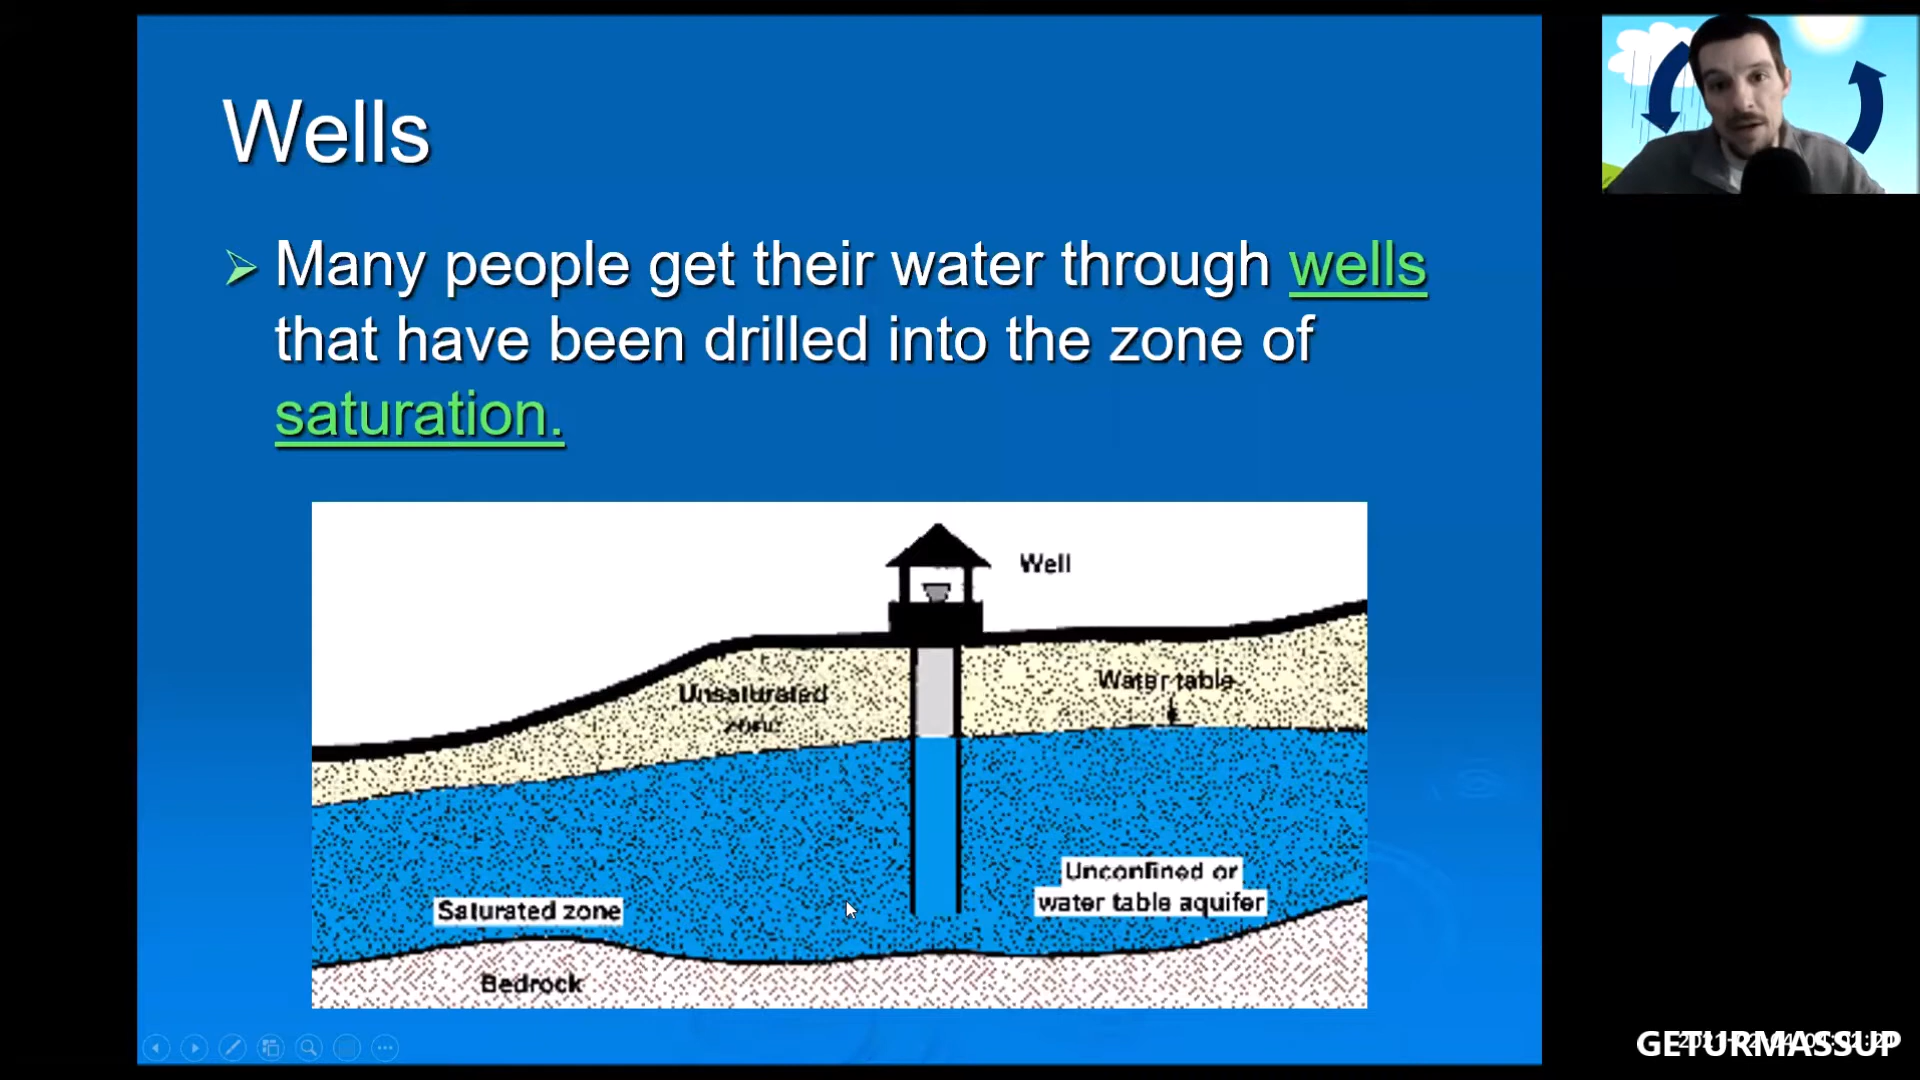 Wells
Many people get their water through wells
that have been drilled into the zone of
saturation.
Well
Unsaturated
zone
Water table
Unconfined or
water table aquifer
Saturated zone
Bedrock
GETURMASSUP